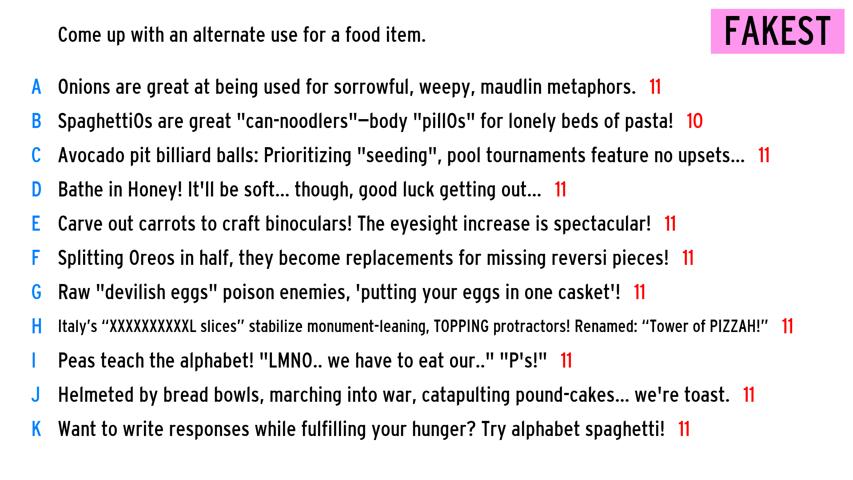 Come up with an alternate use for a food item.
FAKEST
A Onions are great at being used for sorrowful, weepy, maudlin metaphors. 11
B SpaghettiOs are great "can-noodlers"—body "pillOs" for lonely beds of pasta! 10
C Avocado pit billiard balls: Prioritizing "seeding", pool tournaments feature no upsets... 11
D Bathe in Honey! It'll be soft... though, good luck getting out... 11
E Carve out carrots to craft binoculars! The eyesight increase is spectacular! 11
F Splitting Oreos in half, they become replacements for missing reversi pieces! 11
G Raw "devilish eggs" poison enemies, 'putting your eggs in one casket'! 11
H Italy’s “XXXXXXXXXXL slices” stabilize monument-leaning, TOPPING protractors! Renamed: “Tower of PIZZAH!” 11
I Peas teach the alphabet! "LMNO.. we have to eat our.." "P's!" 11
J Helmeted by bread bowls, marching into war, catapulting pound-cakes... we're toast. 11
K Want to write responses while fulfilling your hunger? Try alphabet spaghetti! 11